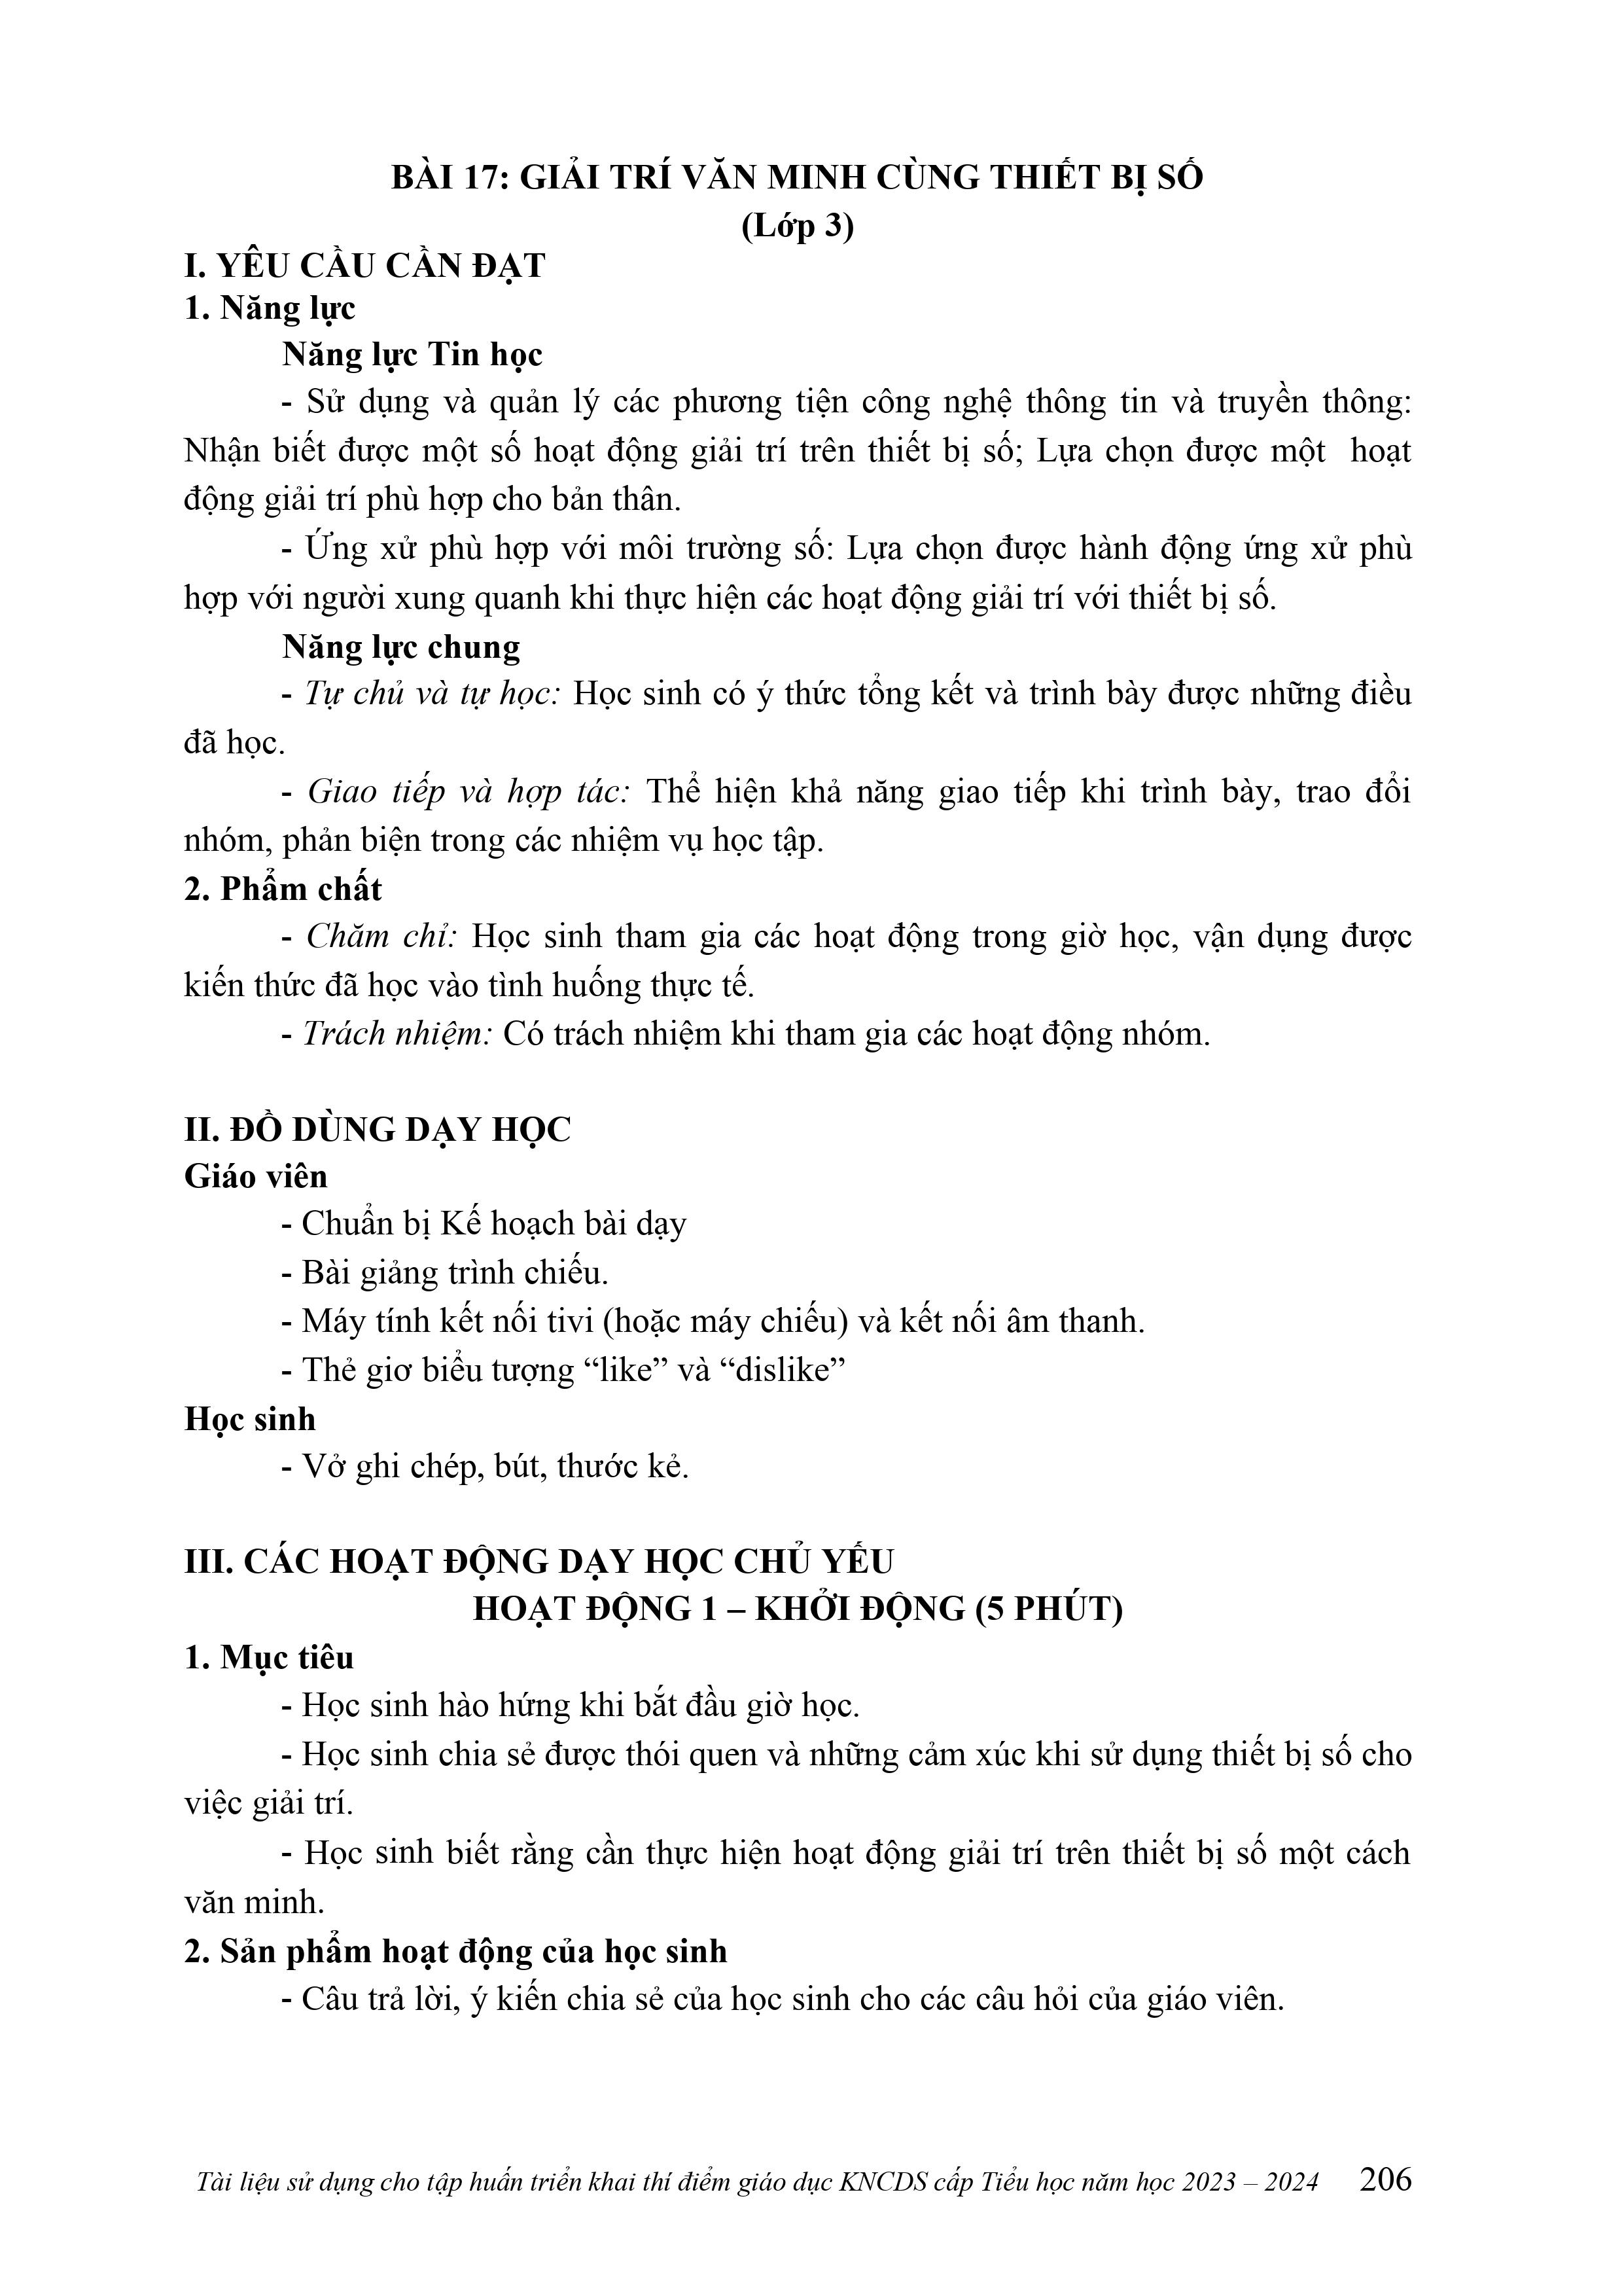 BÀI 17: GIẢI TRÍ VĂN MINH CÙNG THIẾT BỊ SỐ
(Lớp 3)
I. YÊU CẦU CẦN ĐẠT
1. Năng lực
Năng lực Tin học
- Sử dụng và quản lý các phương tiện công nghệ thông tin và truyền thông:
Nhận biết được một số hoạt động giải trí trên thiết bị số; Lựa chọn được một hoạt
động giải trí phù hợp cho bản thân.
- Ứng xử phù hợp với môi trường số: Lựa chọn được hành động ứng xử phù
hợp với người xung quanh khi thực hiện các hoạt động giải trí với thiết bị số.
Năng lực chung
- Tự chủ và tự học: Học sinh có ý thức tổng kết và trình bày được những điều
đã học.
- Giao tiếp và hợp tác: Thể hiện khả năng giao tiếp khi trình bày, trao đổi
nhóm, phản biện trong các nhiệm vụ học tập.
2. Phẩm chất
- Chăm chỉ: Học sinh tham gia các hoạt động trong giờ học, vận dụng được
kiến thức đã học vào tình huống thực tế.
- Trách nhiệm: Có trách nhiệm khi tham gia các hoạt động nhóm.
II. ĐỒ DÙNG DẠY HỌC
Giáo viên
- Chuẩn bị Kế hoạch bài dạy
- Bài giảng trình chiếu.
- Máy tính kết nối tivi (hoặc máy chiếu) và kết nối âm thanh.
- Thẻ giơ biểu tượng “like” và “dislike”
Học sinh
- Vở ghi chép, bút, thước kẻ.
III. CÁC HOẠT ĐỘNG DẠY HỌC CHỦ YẾU
HOẠT ĐỘNG 1 – KHỞI ĐỘNG (5 PHÚT)
1. Mục tiêu
- Học sinh hào hứng khi bắt đầu giờ học.
- Học sinh chia sẻ được thói quen và những cảm xúc khi sử dụng thiết bị số cho
việc giải trí.
- Học sinh biết rằng cần thực hiện hoạt động giải trí trên thiết bị số một cách
văn minh.
2. Sản phẩm hoạt động của học sinh
- Câu trả lời, ý kiến chia sẻ của học sinh cho các câu hỏi của giáo viên.
Tài liệu sử dụng cho tập huấn triển khai thí điểm giáo dục KNCDS cấp Tiểu học năm học 2023 – 2024 206